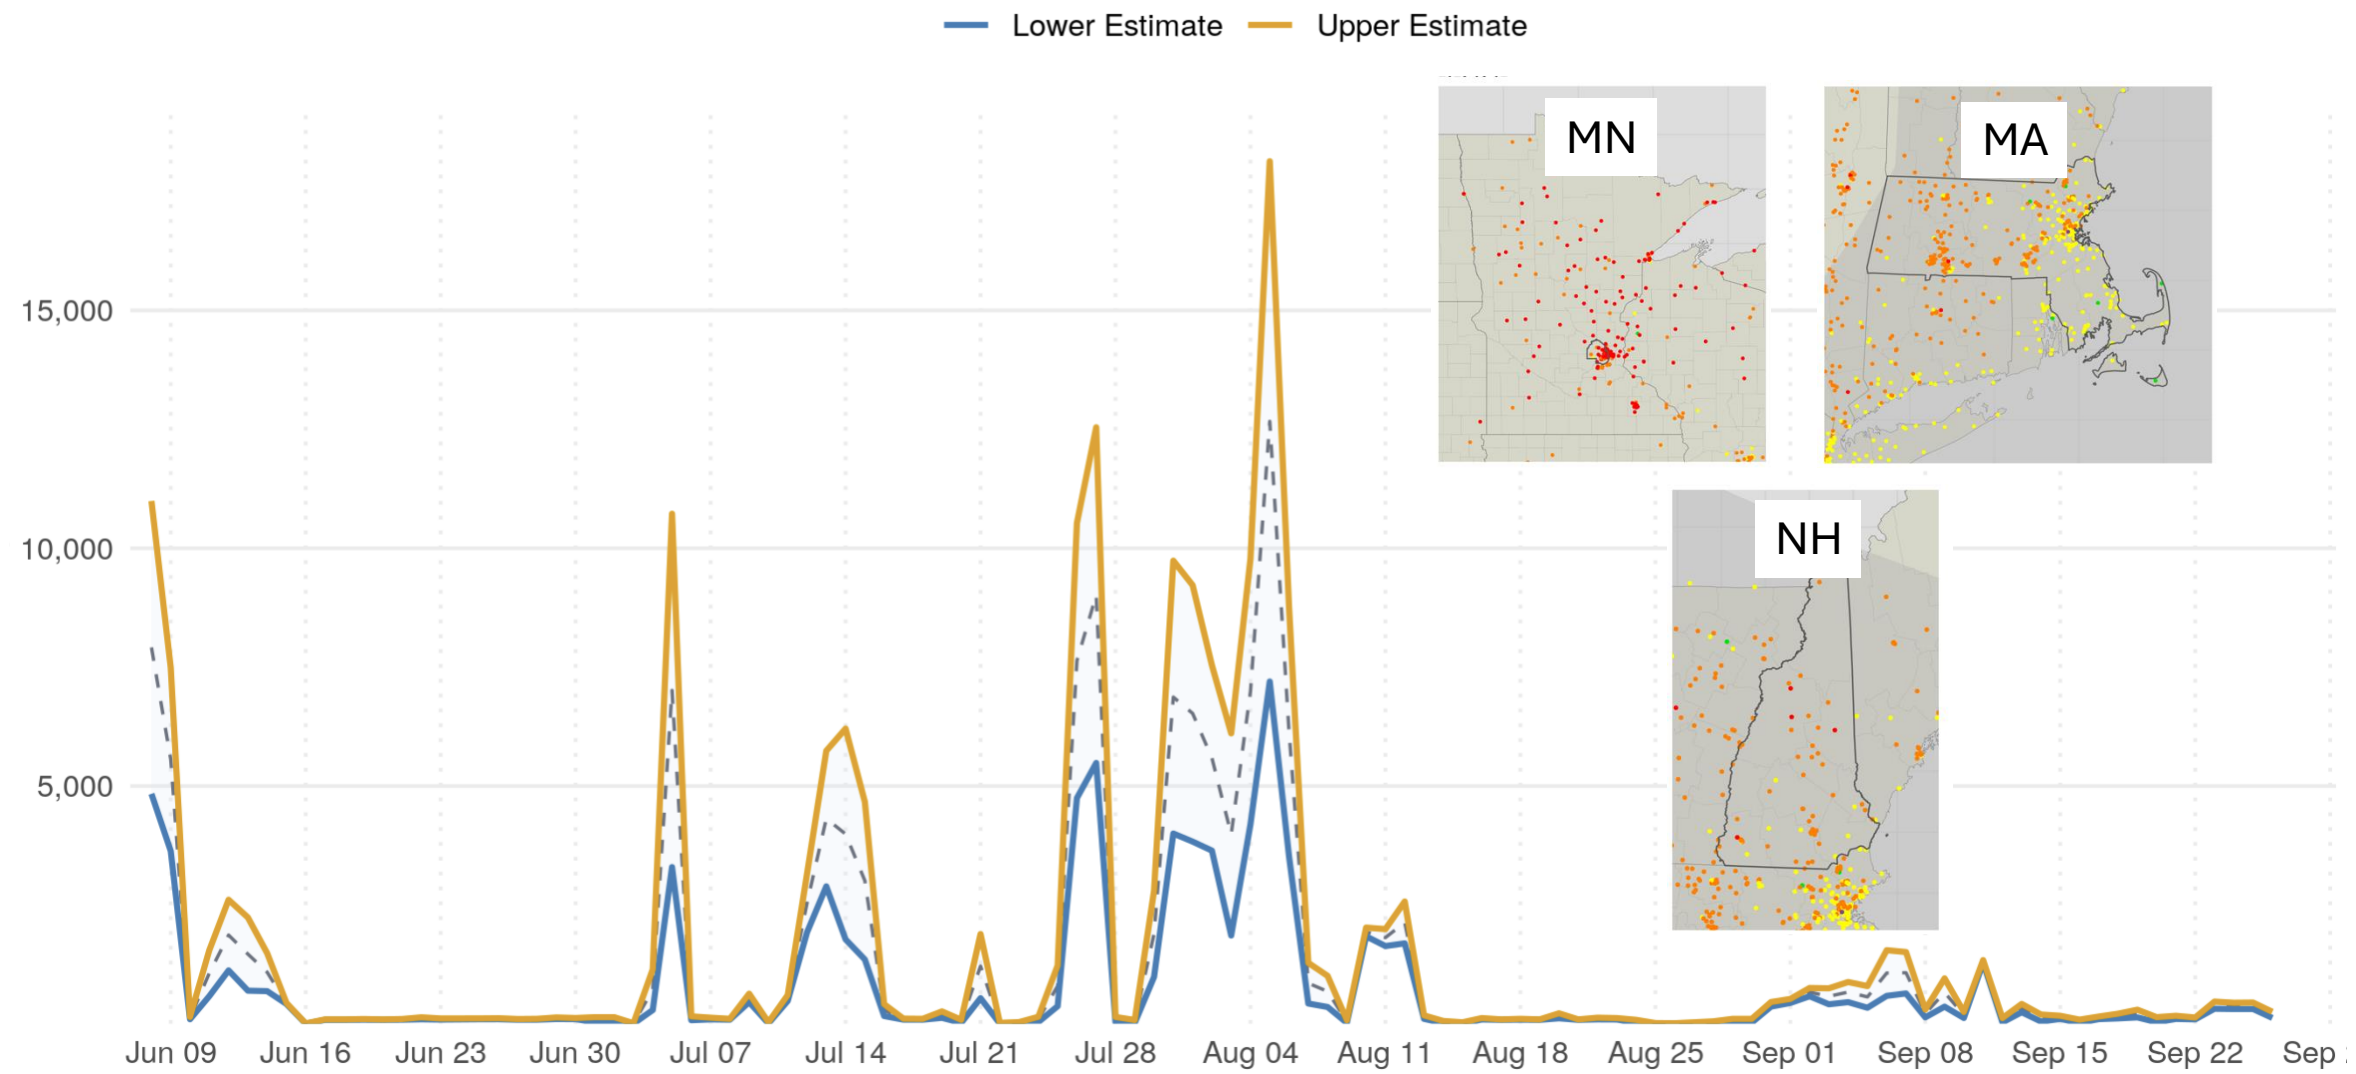 Lower Estimate Upper Estimate
MN
MA
15,000
NH
10,000
5,000
Jun 09 Jun 16 Jun 23 Jun 30 Jul 07 Jul 14 Jul 21 Jul 28 Aug 04 Aug 11 Aug 18 Aug 25 Sep 01 Sep 08 Sep 15 Sep 22 Sep